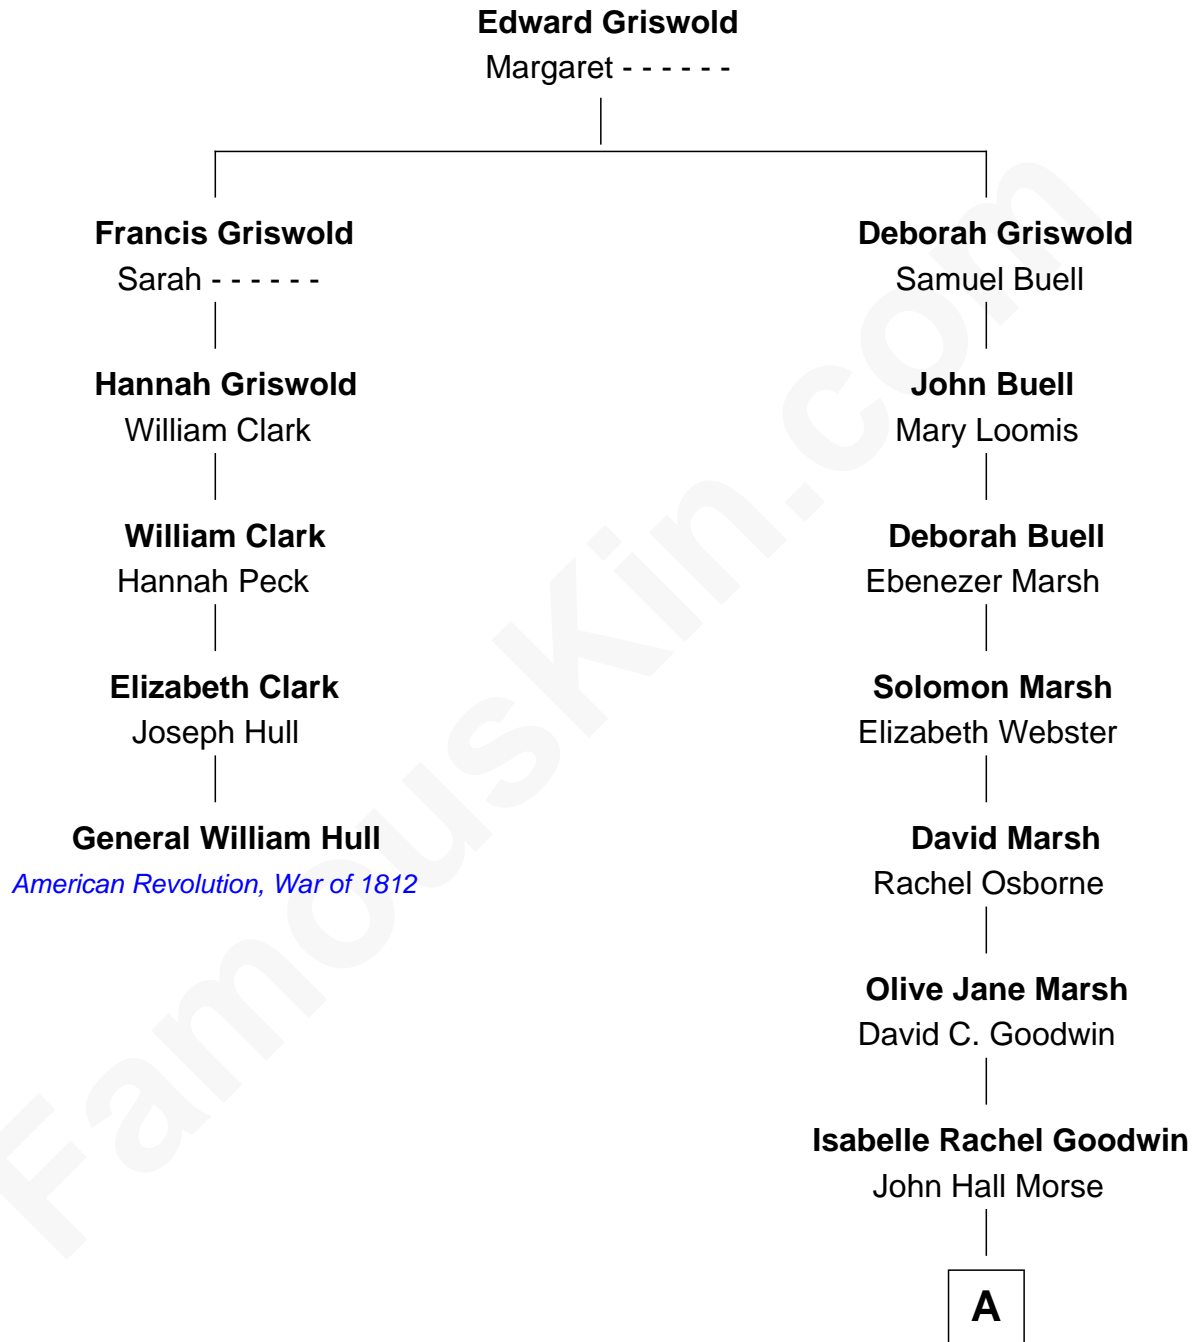 Edward Griswold
Margaret - - - - - -
Francis Griswold
Sarah - - - - - -
Hannah Griswold
William Clark
William Clark
Hannah Peck
Elizabeth Clark
Joseph Hull
General William Hull
American Revolution, War of 1812
Deborah Griswold
Samuel Buell
John Buell
Mary Loomis
Deborah Buell
Ebenezer Marsh
Solomon Marsh
Elizabeth Webster
David Marsh
Rachel Osborne
Olive Jane Marsh
David C. Goodwin
Isabelle Rachel Goodwin
John Hall Morse
A
FamousKin.com